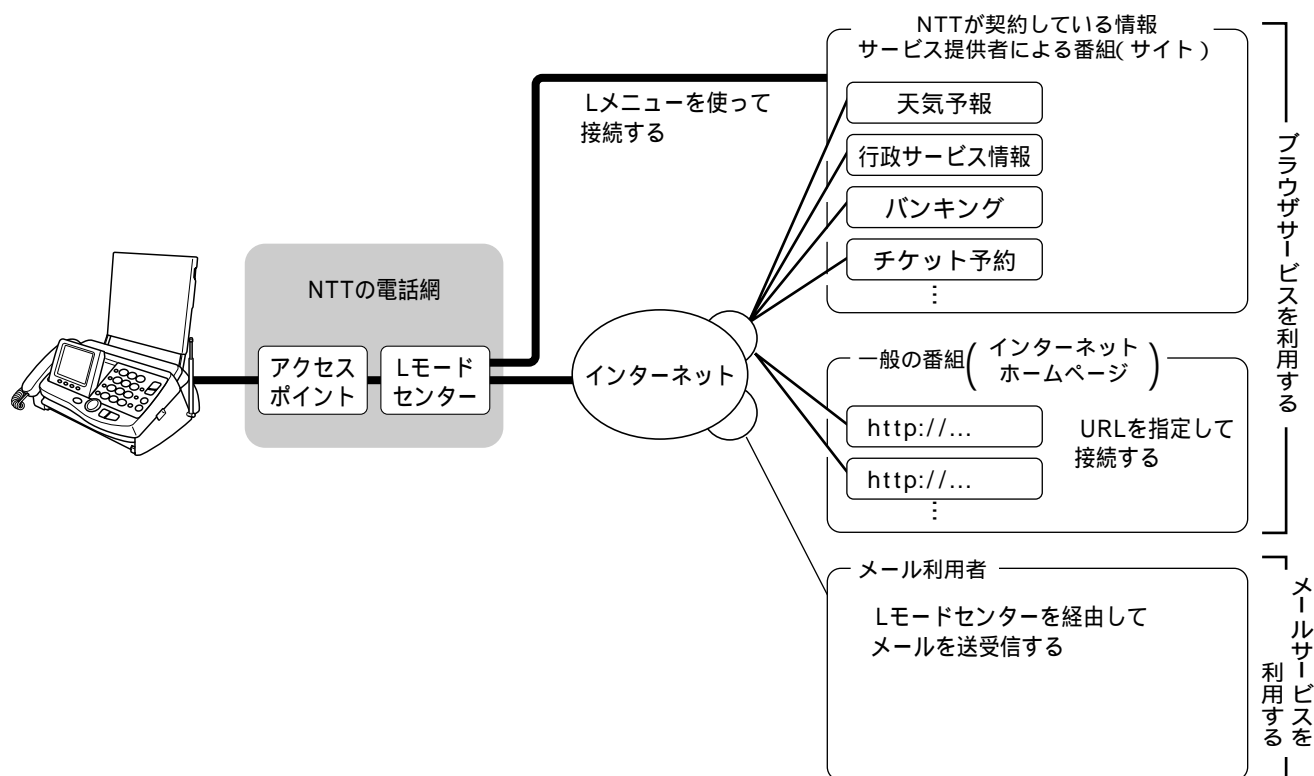 NTTが契約している情報
サービス提供者による番組(サイト)
Lメニューを使って
接続する
天気予報
行政サービス情報
バンキング
チケット予約
⋮
NTTの電話網
アクセス
ポイント
Lモード
センター
インターネット
一般の番組(インターネット
ホームページ)
http://...
http://...
⋮
URLを指定して
接続する
ブラウザサービスを利用する
メール利用者
Lモードセンターを経由して
メールを送受信する
メールサービスを
利用する